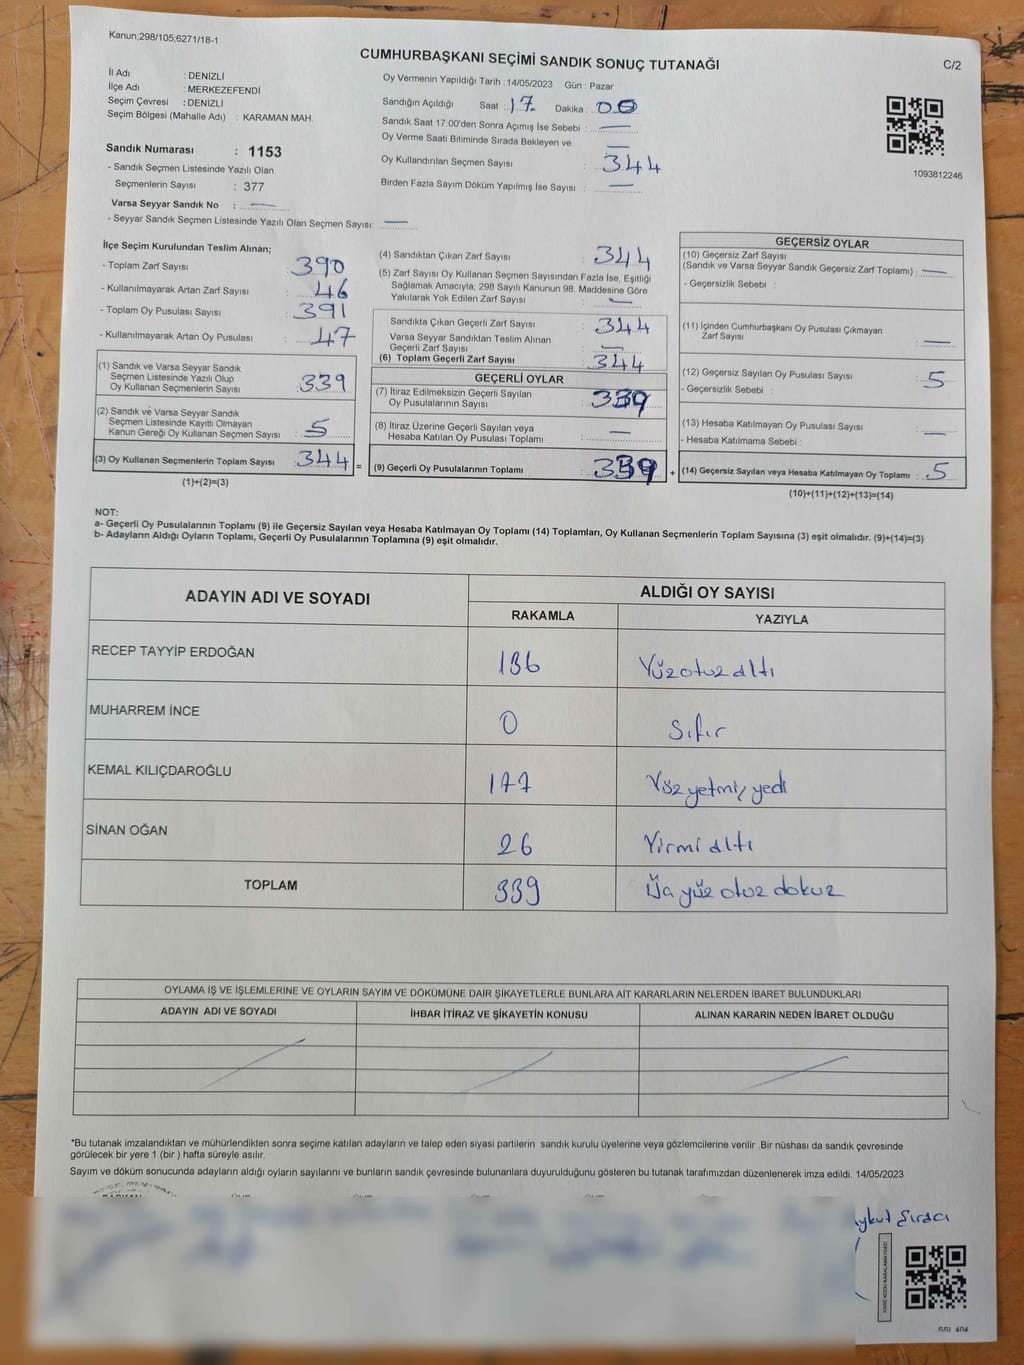 Kanun;298/105,6271/18-1
CUMHURBAŞKANI SEÇİMİ SANDIK SONUÇ TUTANAĞI
C/2
İl Adı : DENİZLİ
İlçe Adı : MERKEZEFENDİ
Seçim Çevresi : DENİZLİ
Seçim Bölgesi (Mahalle Adı) : KARAMAN MAH.
Oy Vermenin Yapıldığı Tarih : 14/05/2023 Gün : Pazar
Sandığın Açıldığı Saat : 17 Dakika : 00
Sandık Saat 17:00'den Sonra Açımış İse Sebebi : —
Oy Verme Saati Bitiminde Sırada Bekleyen ve —
Oy Kullandırılan Seçmen Sayısı : 344
Birden Fazla Sayım Döküm Yapılmış İse Sayısı : —
1093812246
Sandık Numarası : 1153
- Sandık Seçmen Listesinde Yazılı Olan
Seçmenlerin Sayısı : 377
Varsa Seyyar Sandık No : —
- Seyyar Sandık Seçmen Listesinde Yazılı Olan Seçmen Sayısı: —
İlçe Seçim Kurulundan Teslim Alınan;
- Toplam Zarf Sayısı : 390
- Kullanılmayarak Artan Zarf Sayısı : 46
- Toplam Oy Pusulası Sayısı : 391
- Kullanılmayarak Artan Oy Pusulası : 47
(1) Sandık ve Varsa Seyyar Sandık
Seçmen Listesinde Yazılı Olup
Oy Kullanan Seçmenlerin Sayısı : 339
(2) Sandık ve Varsa Seyyar Sandık
Seçmen Listesinde Kayıtlı Olmayan
Kanun Gereği Oy Kullanan Seçmen Sayısı : 5
(3) Oy Kullanan Seçmenlerin Toplam Sayısı : 344 =
(1)+(2)=(3)
(4) Sandıktan Çıkan Zarf Sayısı : 344
(5) Zarf Sayısı Oy Kullanan Seçmen Sayısından Fazla İse, Eşitliği
Sağlamak Amacıyla, 298 Sayılı Kanunun 98. Maddesine Göre
Yakılarak Yok Edilen Zarf Sayısı : —
Sandıkta Çıkan Geçerli Zarf Sayısı : 344
Varsa Seyyar Sandıktan Teslim Alınan
Geçerli Zarf Sayısı : —
(6) Toplam Geçerli Zarf Sayısı : 344
GEÇERLİ OYLAR
(7) İtiraz Edilmeksizin Geçerli Sayılan
Oy Pusulalarının Sayısı : 339
(8) İtiraz Üzerine Geçerli Sayılan veya
Hesaba Katılan Oy Pusulası Toplamı : —
(9) Geçerli Oy Pusulalarının Toplamı : 339 +
GEÇERSİZ OYLAR
(10) Geçersiz Zarf Sayısı
(Sandık ve Varsa Seyyar Sandık Geçersiz Zarf Toplamı) : —
- Geçersizlik Sebebi :
(11) İçinden Cumhurbaşkanı Oy Pusulası Çıkmayan
Zarf Sayısı : —
(12) Geçersiz Sayılan Oy Pusulası Sayısı : 5
- Geçersizlik Sebebi :
(13) Hesaba Katılmayan Oy Pusulası Sayısı : —
- Hesaba Katılmama Sebebi :
(14) Geçersiz Sayılan veya Hesaba Katılmayan Oy Toplamı : 5
(10)+(11)+(12)+(13)=(14)
NOT:
a- Geçerli Oy Pusulalarının Toplamı (9) ile Geçersiz Sayılan veya Hesaba Katılmayan Oy Toplamı (14) Toplamları, Oy Kullanan Seçmenlerin Toplam Sayısına (3) eşit olmalıdır. (9)+(14)=(3)
b- Adayların Aldığı Oyların Toplamı, Geçerli Oy Pusulalarının Toplamına (9) eşit olmalıdır.
ADAYIN ADI VE SOYADI
ALDIĞI OY SAYISI
RAKAMLA YAZIYLA
RECEP TAYYİP ERDOĞAN 136 Yüzotuzaltı
MUHARREM İNCE 0 Sıfır
KEMAL KILIÇDAROĞLU 177 Yüzyetmiş yedi
SİNAN OĞAN 26 Yirmi altı
TOPLAM 339 Üç yüz otuz dokuz
OYLAMA İŞ VE İŞLEMLERİNE VE OYLARIN SAYIM VE DÖKÜMÜNE DAİR ŞİKAYETLERLE BUNLARA AİT KARARLARIN NELERDEN İBARET BULUNDUKLARI
ADAYIN ADI VE SOYADI İHBAR İTİRAZ VE ŞİKAYETİN KONUSU ALINAN KARARIN NEDEN İBARET OLDUĞU
*Bu tutanak imzalandıktan ve mühürlendikten sonra seçime katılan adayların ve talep eden siyasi partilerin sandık kurulu üyelerine veya gözlemcilerine verilir .Bir nüshası da sandık çevresinde
görülecek bir yere 1 (bir ) hafta süreyle asılır.
Sayım ve döküm sonucunda adayların aldığı oyların sayılarını ve bunların sandık çevresinde bulunanlara duyurulduğunu gösteren bu tutanak tarafımızdan düzenlenerek imza edildi. 14/05/2023